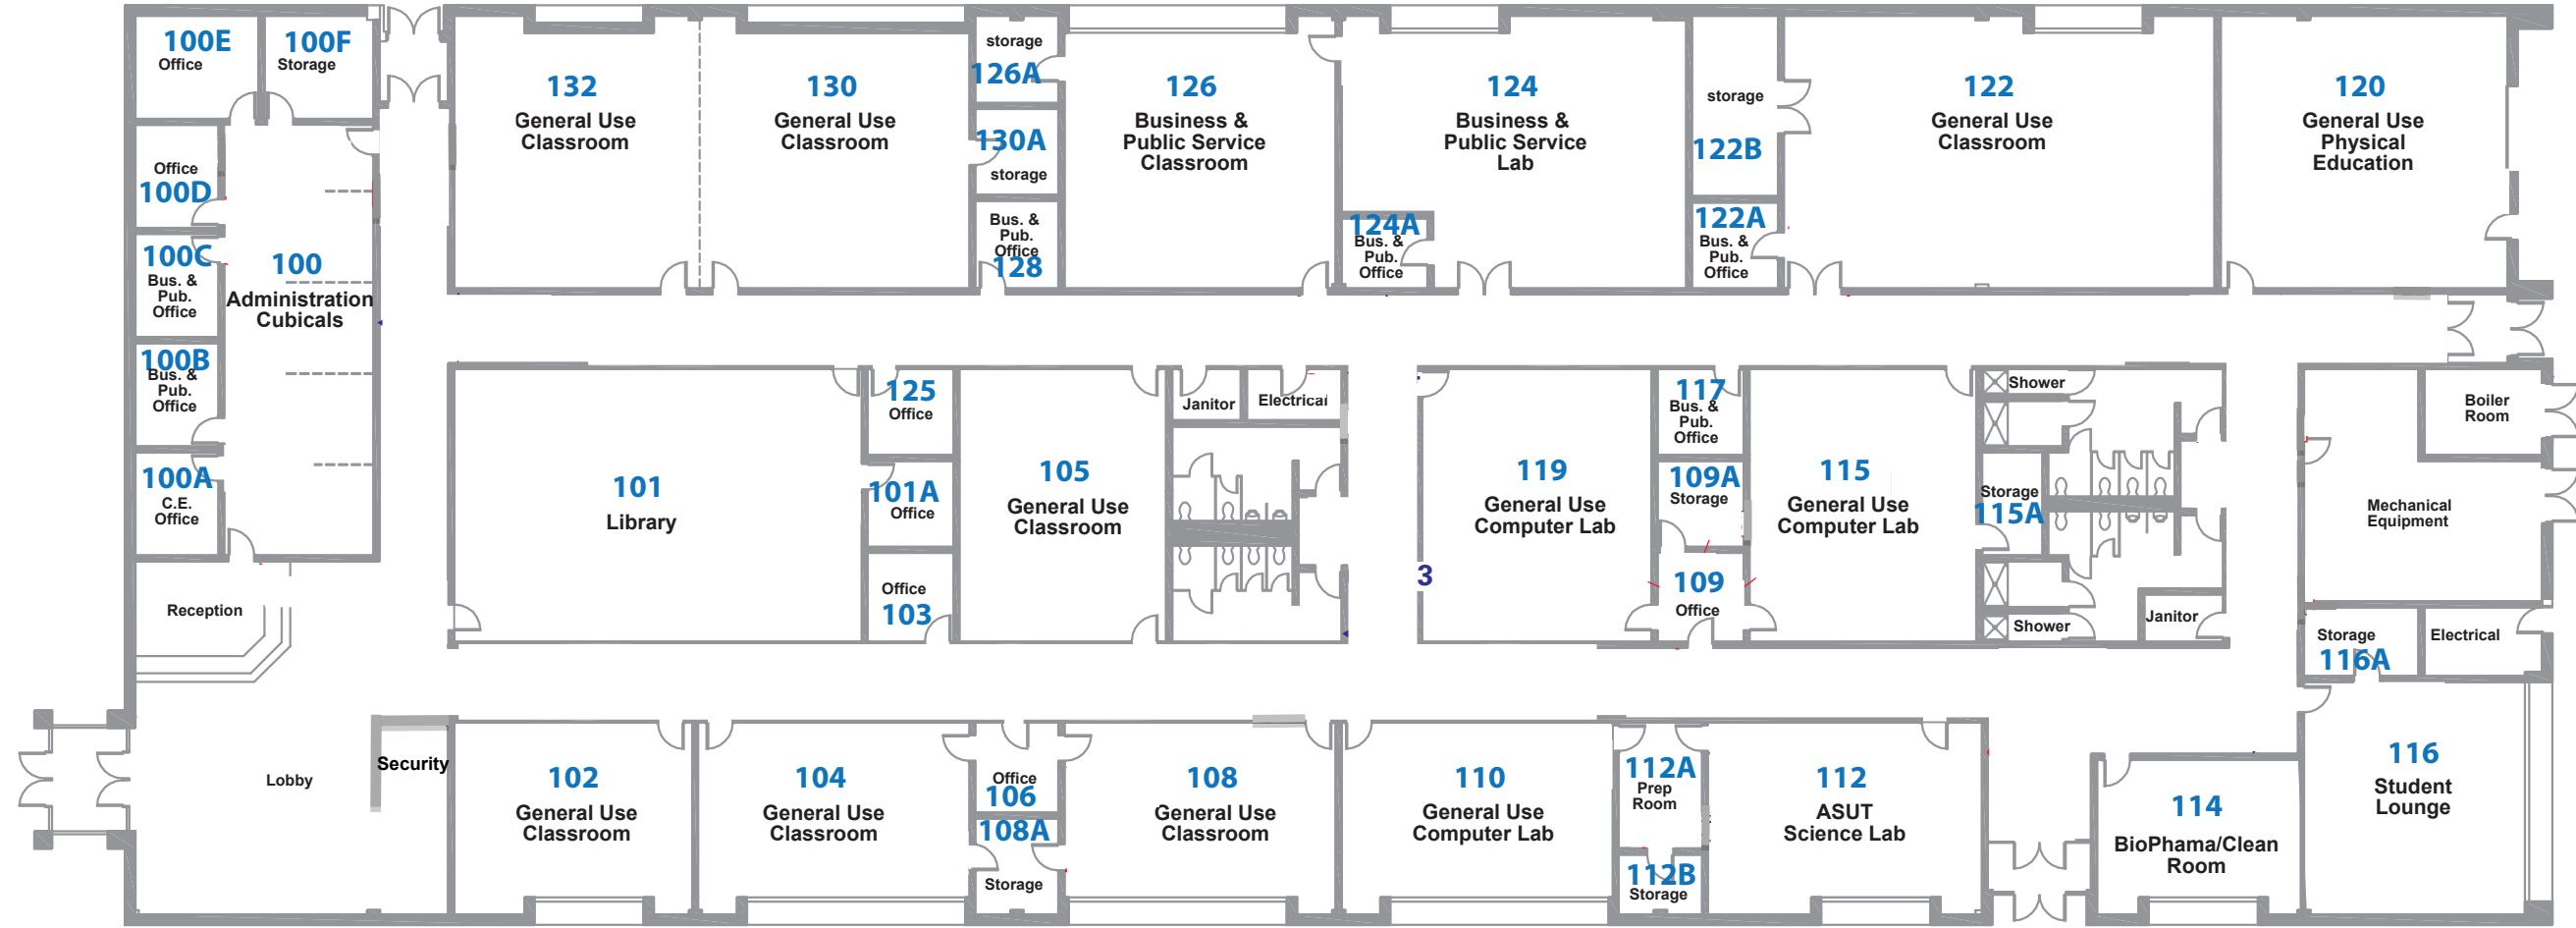 100E
Office
100F
Storage
132
General Use
Classroom
130
General Use
Classroom
storage
126A
130A
storage
Bus. &
Pub.
Office
128
126
Business &
Public Service
Classroom
124
Business &
Public Service
Lab
124A
Bus. &
Pub.
Office
storage
122B
122A
Bus. &
Pub.
Office
122
General Use
Classroom
120
General Use
Physical
Education
Office
100D
100C
Bus. &
Pub.
Office
100B
Bus. &
Pub.
Office
100A
C.E.
Office
100
Administration
Cubicals
Reception
101
Library
125
Office
101A
Office
Office
103
105
General Use
Classroom
Janitor
Electrical
3
119
General Use
Computer Lab
117
Bus. &
Pub.
Office
109A
Storage
109
Office
115
General Use
Computer Lab
Shower
Storage
115A
Shower
Janitor
Boiler
Room
Mechanical
Equipment
Storage
116A
Electrical
Lobby
Security
102
General Use
Classroom
104
General Use
Classroom
Office
106
108A
Storage
108
General Use
Classroom
110
General Use
Computer Lab
112A
Prep
Room
112B
Storage
112
ASUT
Science Lab
114
BioPhama/Clean
Room
116
Student
Lounge